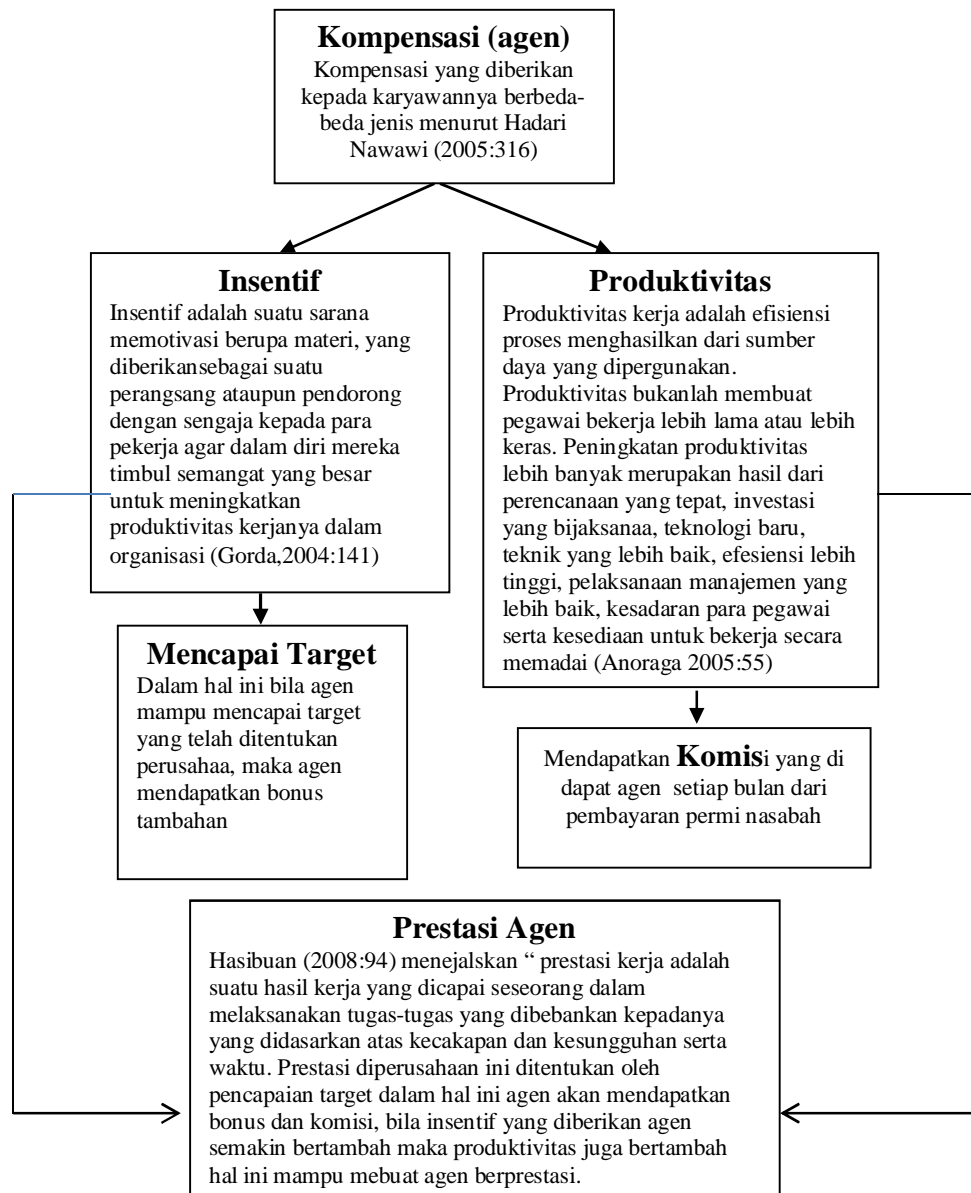 Kompensasi (agen)
Kompensasi yang diberikan
kepada karyawannya berbeda-
beda jenis menurut Hadari
Nawawi (2005:316)
Insentif
Insentif adalah suatu sarana
memotivasi berupa materi, yang
diberikansebagai suatu
perangsang ataupun pendorong
dengan sengaja kepada para
pekerja agar dalam diri mereka
timbul semangat yang besar
untuk meningkatkan
produktivitas kerjanya dalam
organisasi (Gorda,2004:141)
Produktivitas
Produktivitas kerja adalah efisiensi
proses menghasilkan dari sumber
daya yang dipergunakan.
Produktivitas bukanlah membuat
pegawai bekerja lebih lama atau lebih
keras. Peningkatan produktivitas
lebih banyak merupakan hasil dari
perencanaan yang tepat, investasi
yang bijaksanaa, teknologi baru,
teknik yang lebih baik, efesiensi lebih
tinggi, pelaksanaan manajemen yang
lebih baik, kesadaran para pegawai
serta kesediaan untuk bekerja secara
memadai (Anoraga 2005:55)
Mencapai Target
Dalam hal ini bila agen
mampu mencapai target
yang telah ditentukan
perusahaa, maka agen
mendapatkan bonus
tambahan
Mendapatkan Komisi yang di
dapat agen setiap bulan dari
pembayaran permi nasabah
Prestasi Agen
Hasibuan (2008:94) menejalskan “ prestasi kerja adalah
suatu hasil kerja yang dicapai seseorang dalam
melaksanakan tugas-tugas yang dibebankan kepadanya
yang didasarkan atas kecakapan dan kesungguhan serta
waktu. Prestasi diperusahaan ini ditentukan oleh
pencapaian target dalam hal ini agen akan mendapatkan
bonus dan komisi, bila insentif yang diberikan agen
semakin bertambah maka produktivitas juga bertambah
hal ini mampu mebuat agen berprestasi.